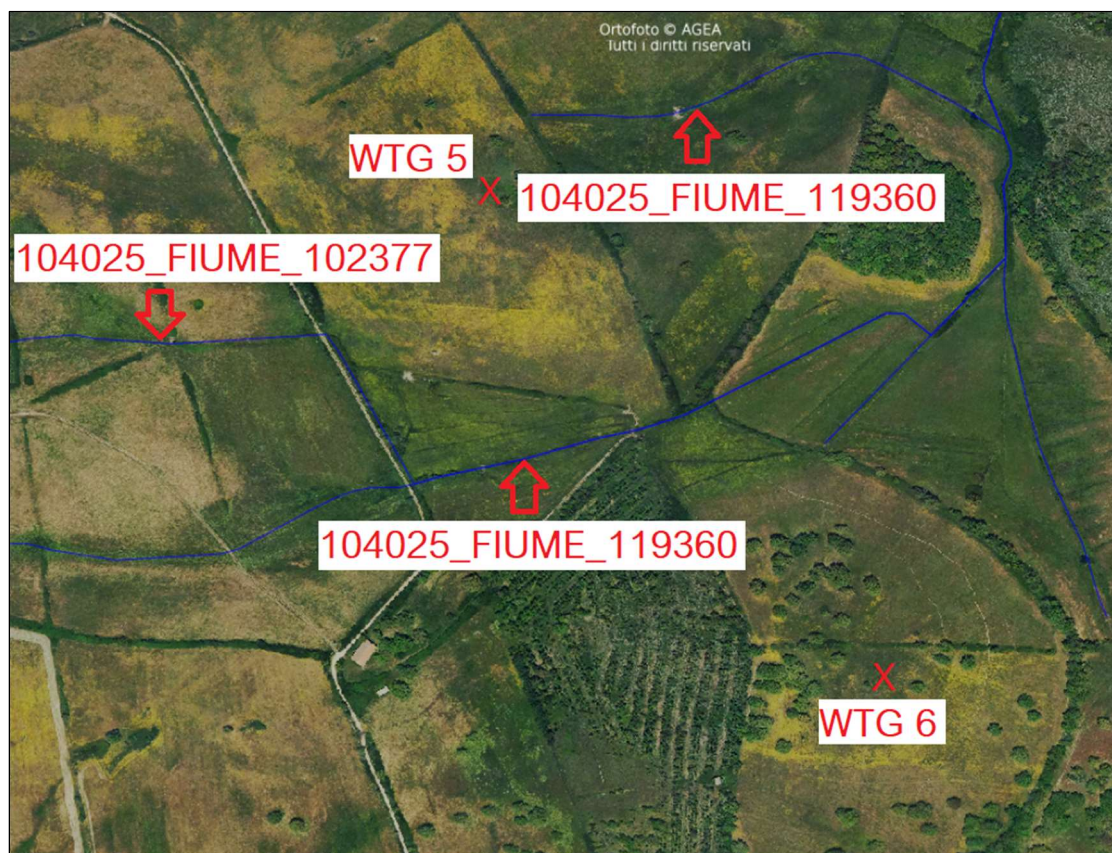 Ortofoto © AGEA
Tutti i diritti riservati
WTG 5
X
104025_FIUME_119360
104025_FIUME_102377
104025_FIUME_119360
X
WTG 6